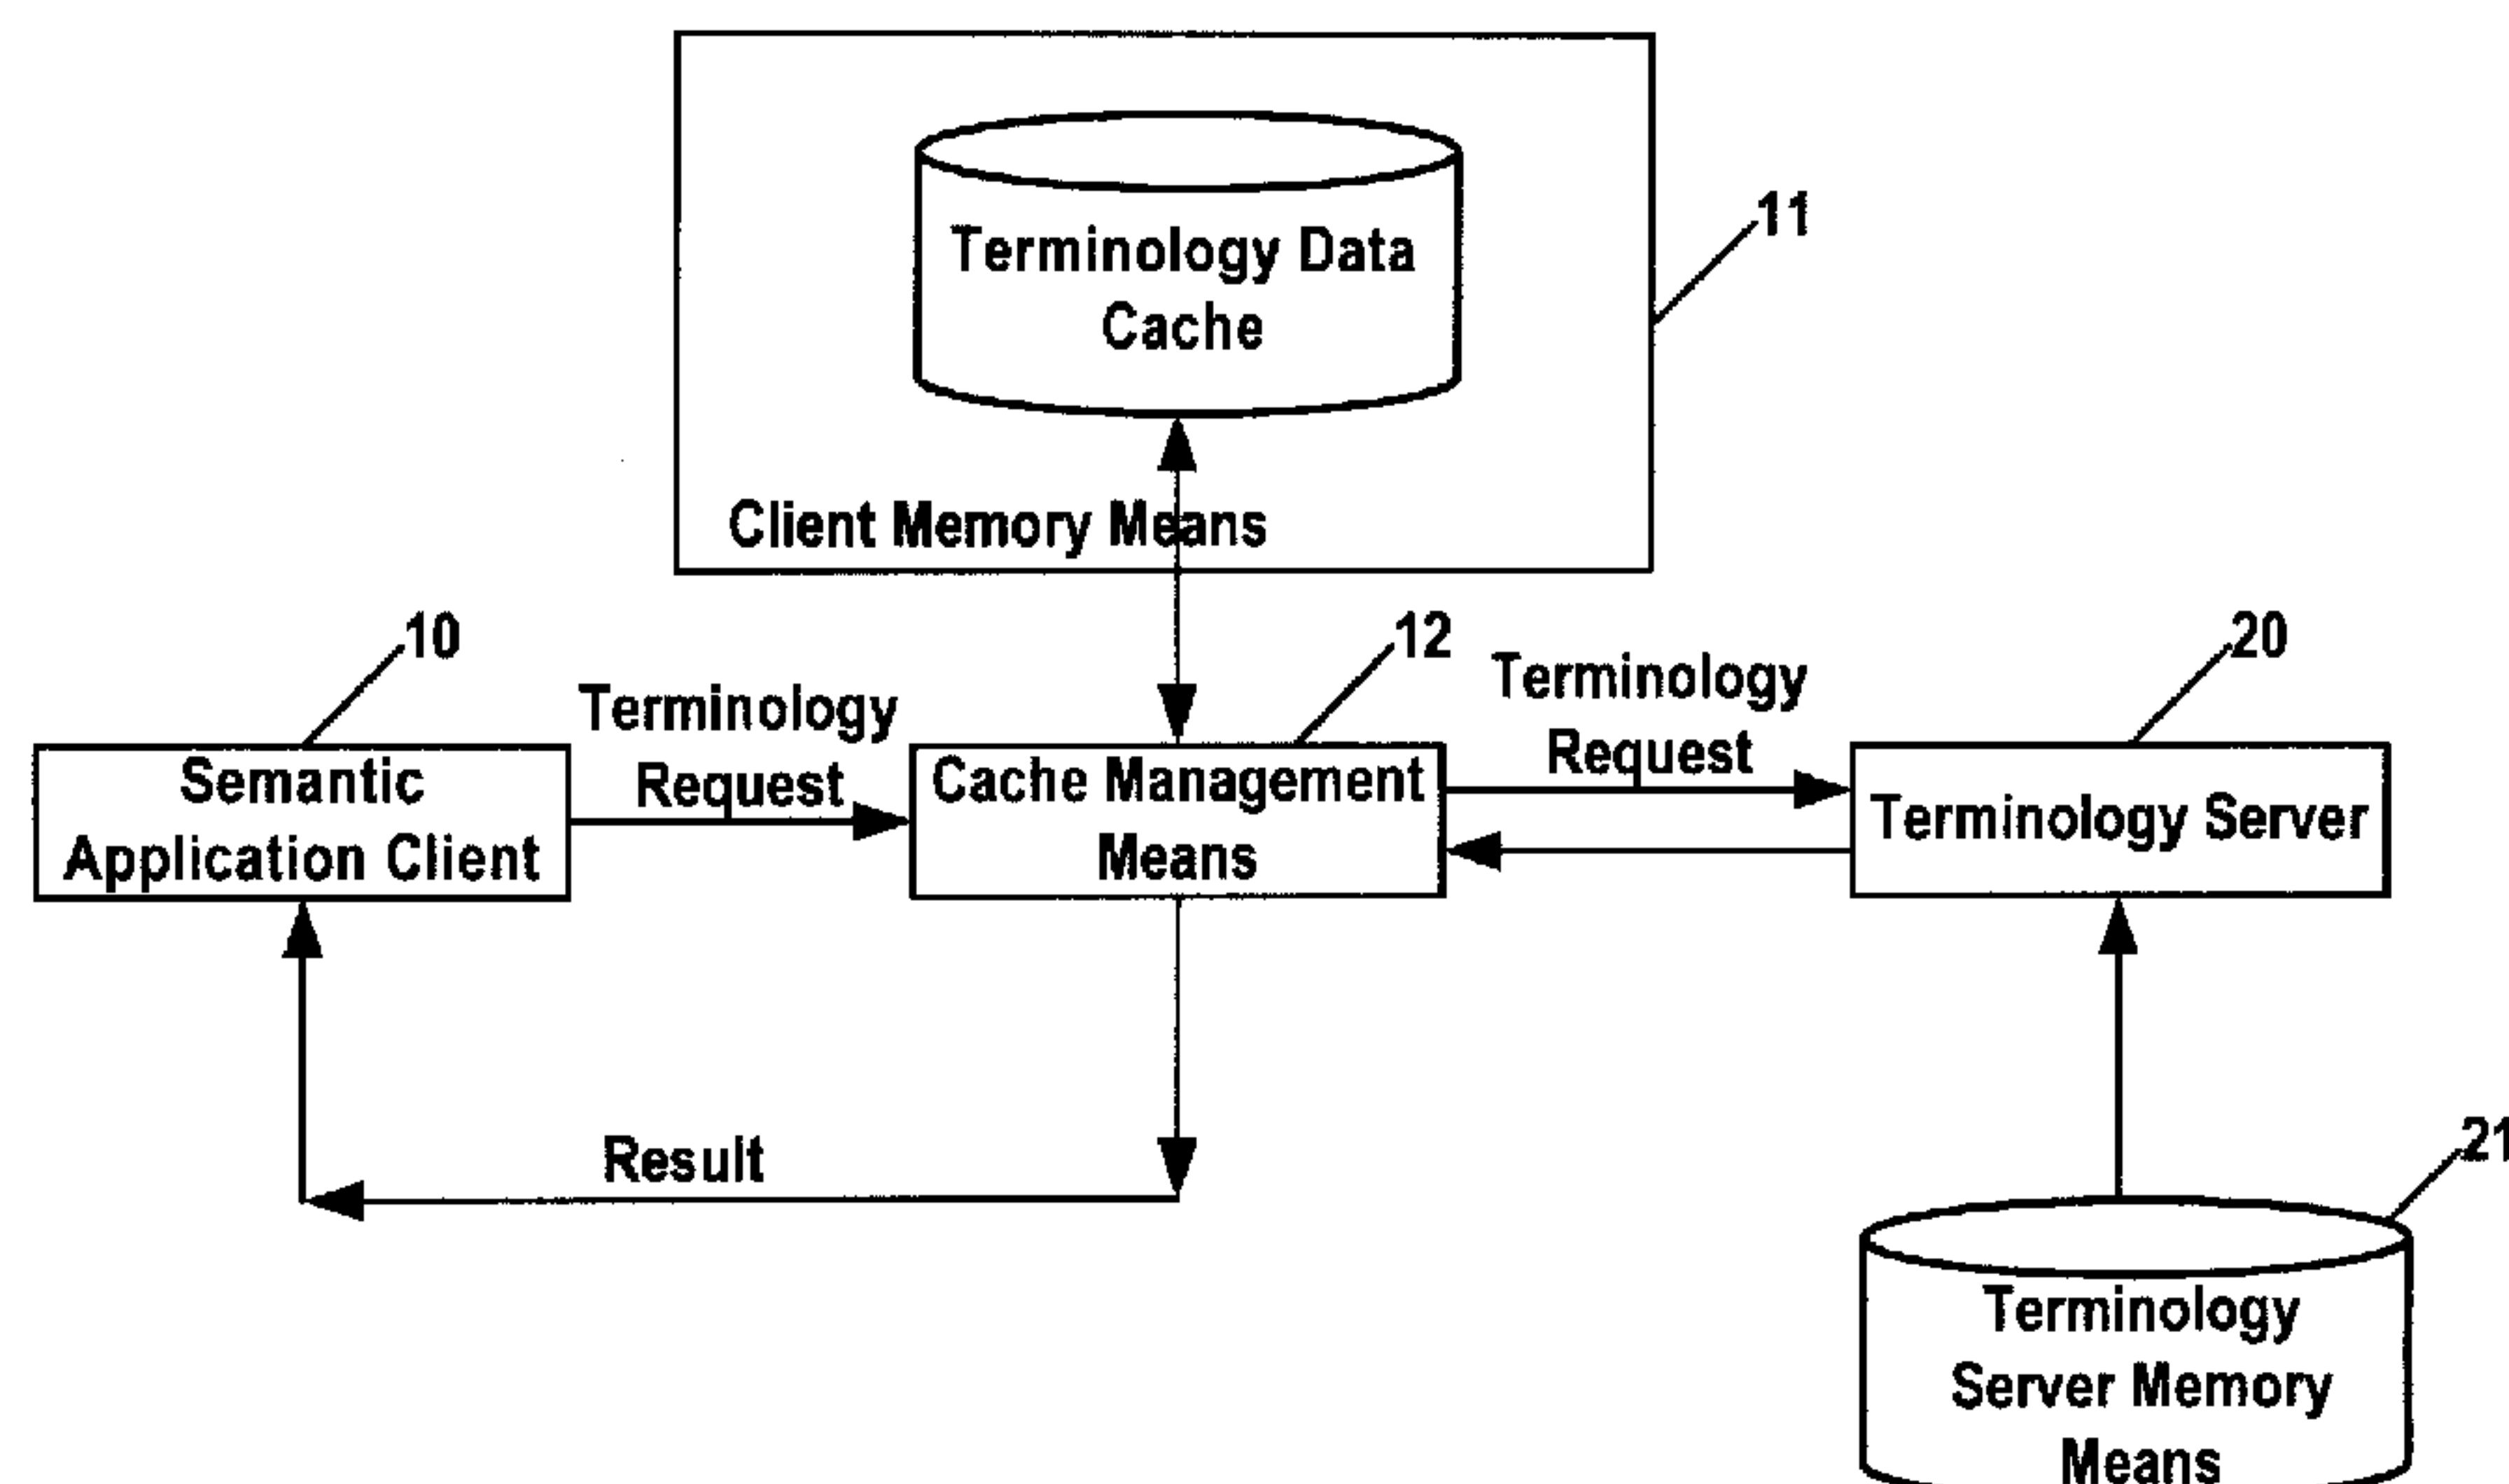 Terminology Data
Cache
11
Client Memory Means
10
12
20
Terminology
Request
Terminology
Request
Semantic
Application Client
Cache Management
Means
Terminology Server
Result
21
Terminology
Server Memory
Means